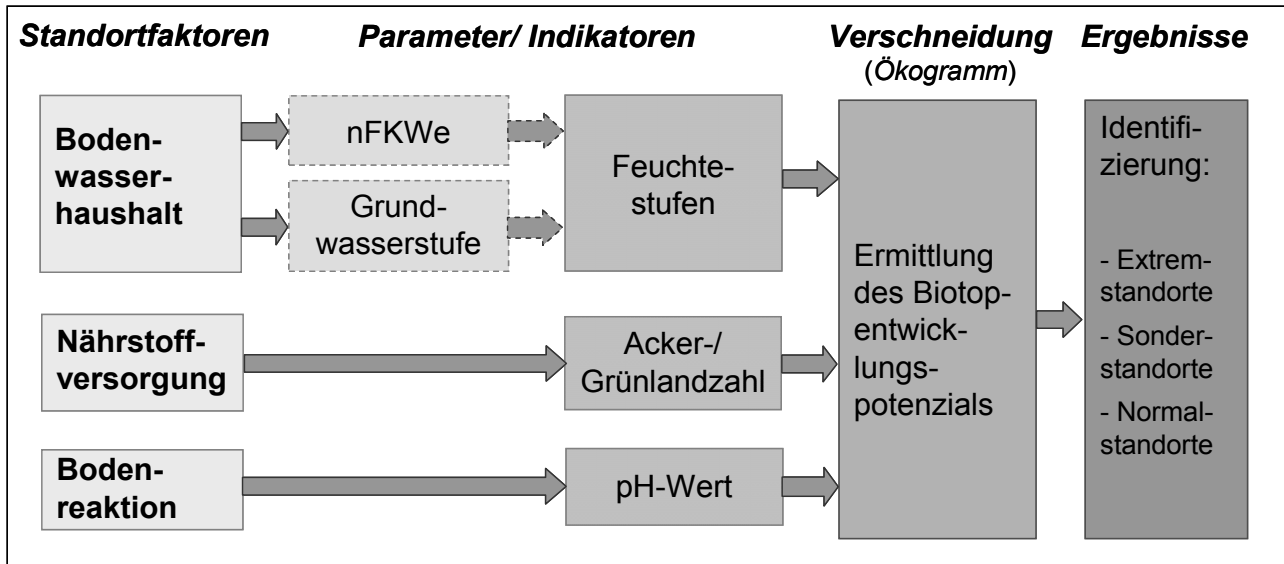 Standortfaktoren
Parameter/ Indikatoren
Verschneidung
(Ökogramm)
Ergebnisse
Boden-
wasser-
haushalt
nFKWe
Grund-
wasserstufe
Feuchte-
stufen
Nährstoff-
versorgung
Acker-/
Grünlandzahl
Boden-
reaktion
pH-Wert
Ermittlung
des Biotop-
entwick-
lungs-
potenzials
Identifi-
zierung:
- Extrem-
standorte
- Sonder-
standorte
- Normal-
standorte